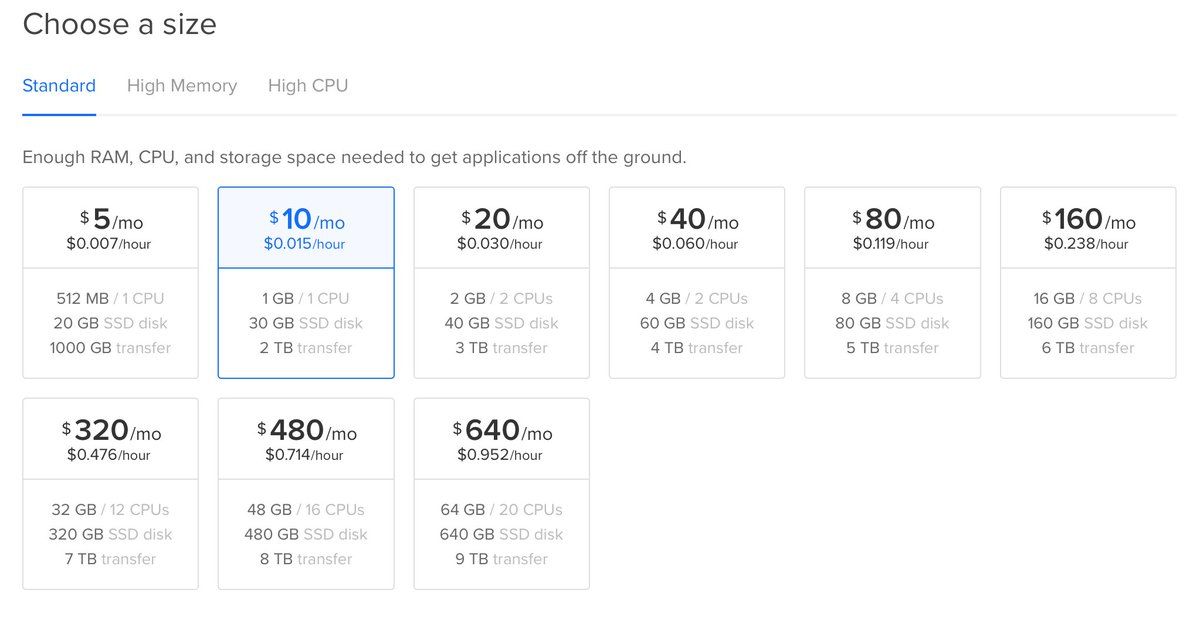 Choose a size
Standard High Memory High CPU
Enough RAM, CPU, and storage space needed to get applications off the ground.
$5/mo
$0.007/hour
512 MB / 1 CPU
20 GB SSD disk
1000 GB transfer
$10/mo
$0.015/hour
1 GB / 1 CPU
30 GB SSD disk
2 TB transfer
$20/mo
$0.030/hour
2 GB / 2 CPUs
40 GB SSD disk
3 TB transfer
$40/mo
$0.060/hour
4 GB / 2 CPUs
60 GB SSD disk
4 TB transfer
$80/mo
$0.119/hour
8 GB / 4 CPUs
80 GB SSD disk
5 TB transfer
$160/mo
$0.238/hour
16 GB / 8 CPUs
160 GB SSD disk
6 TB transfer
$320/mo
$0.476/hour
32 GB / 12 CPUs
320 GB SSD disk
7 TB transfer
$480/mo
$0.714/hour
48 GB / 16 CPUs
480 GB SSD disk
8 TB transfer
$640/mo
$0.952/hour
64 GB / 20 CPUs
640 GB SSD disk
9 TB transfer